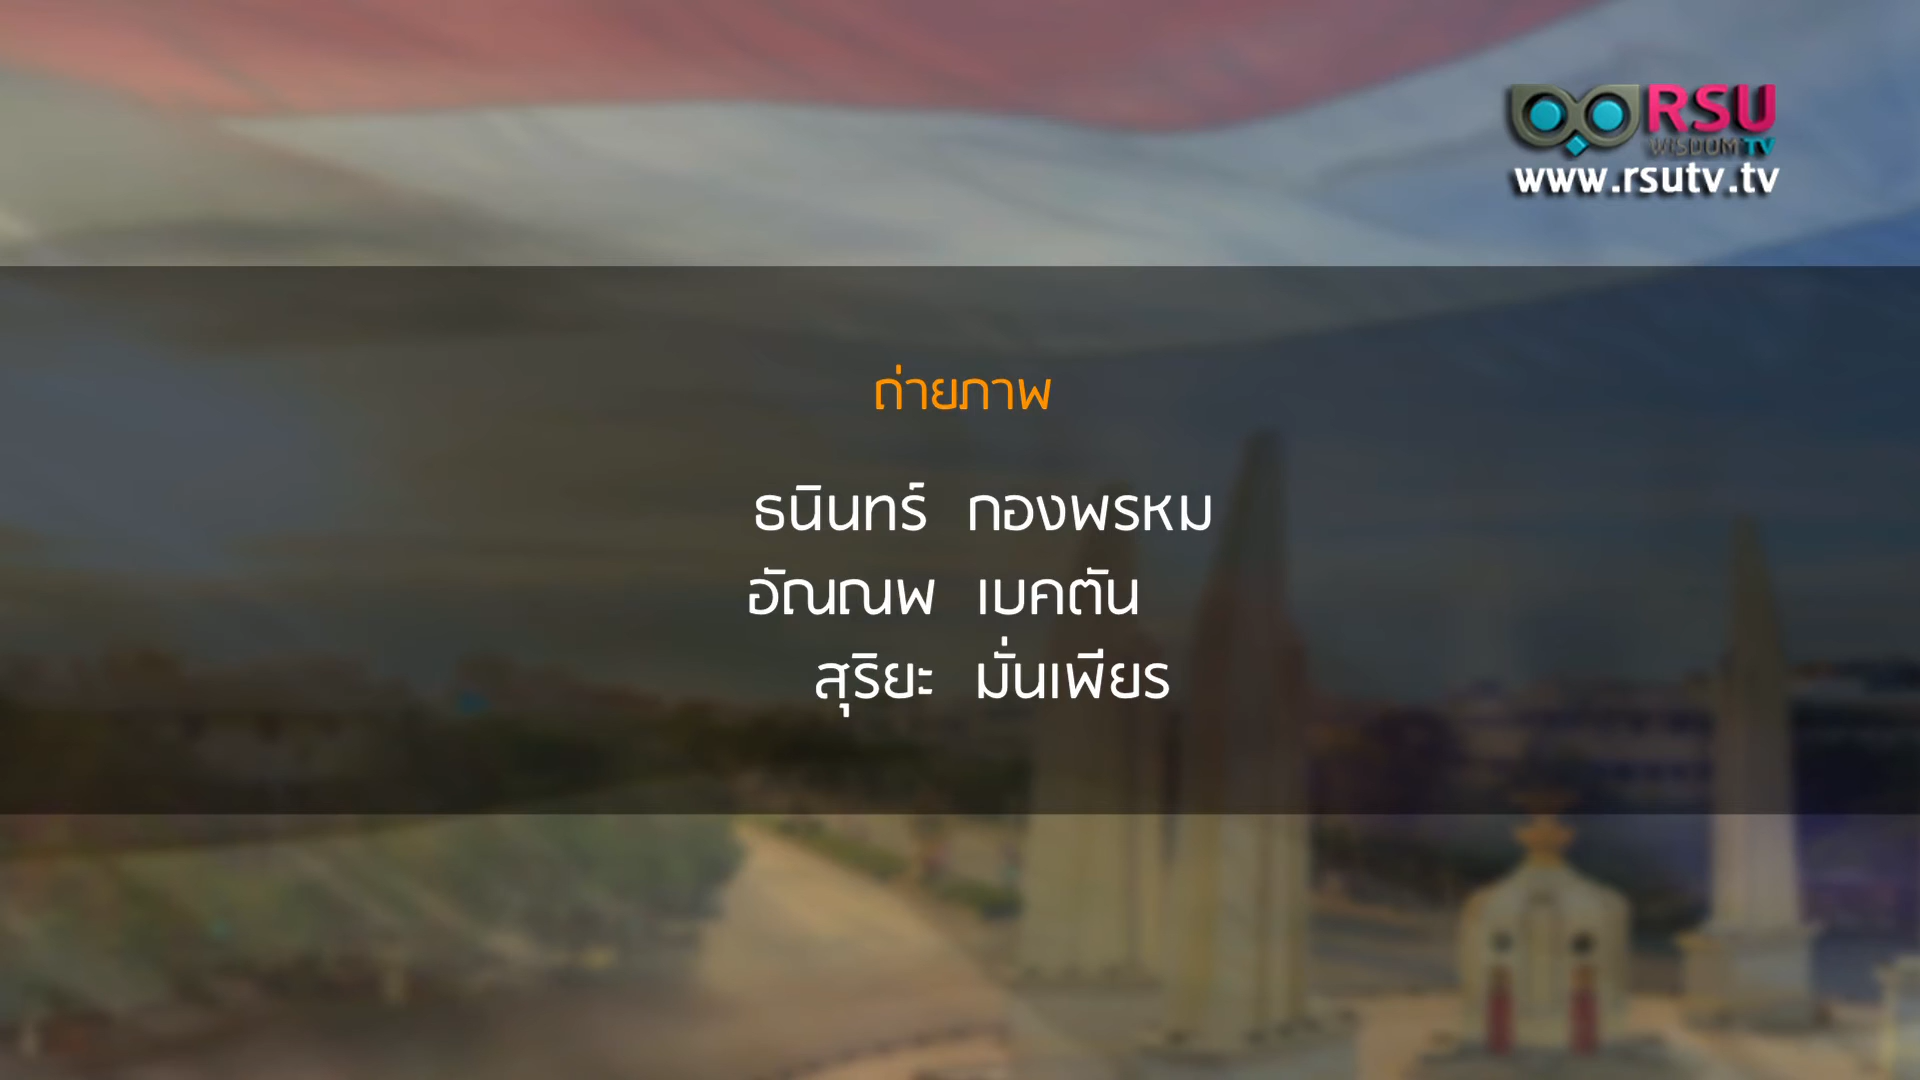 RSU
WISDOM TV
www.rsutv.tv
ถ่ายภาพ
ธนินทร์ กองพรหม
อัณณพ เบคตัน
สุริยะ มั่นเพียร